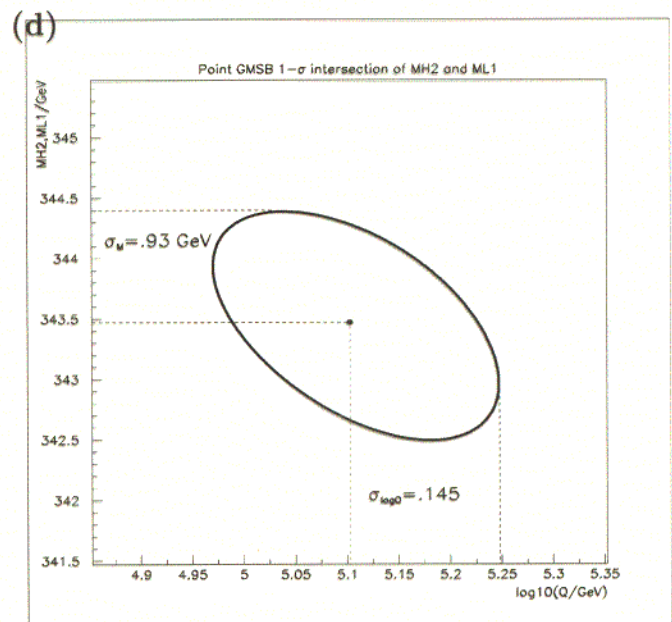 (d)
Point GMSB 1-σ intersection of MH2 and ML1
MH2,ML1/GeV
345
344.5
344
343.5
343
342.5
342
341.5
σM=.93 GeV
σlogQ=.145
4.9 4.95 5 5.05 5.1 5.15 5.2 5.25 5.3 5.35
log10(Q/GeV)